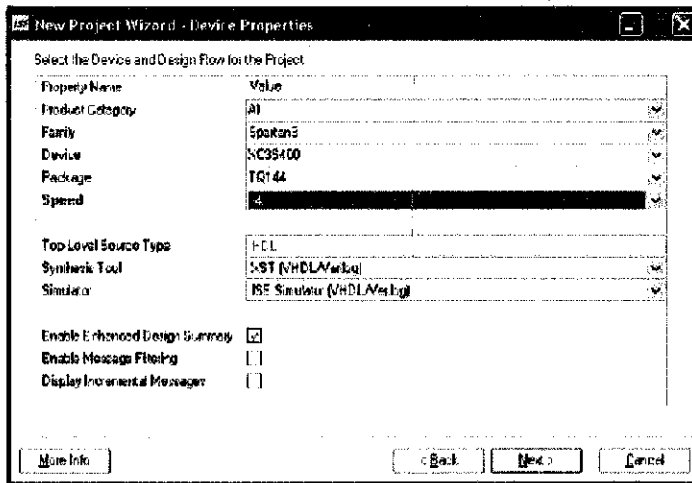 New Project Wizard - Device Properties
Select the Device and Design Flow for the Project
Property Name Value
Product Category All
Family Spartan3
Device XC3S400
Package TQ144
Speed -4
Top-Level Source Type HDL
Synthesis Tool XST (VHDL/Verilog)
Simulator ISE Simulator (VHDL/Verilog)
Enable Enhanced Design Summary
Enable Message Filtering
Display Incremental Messages
More Info < Back Next > Cancel